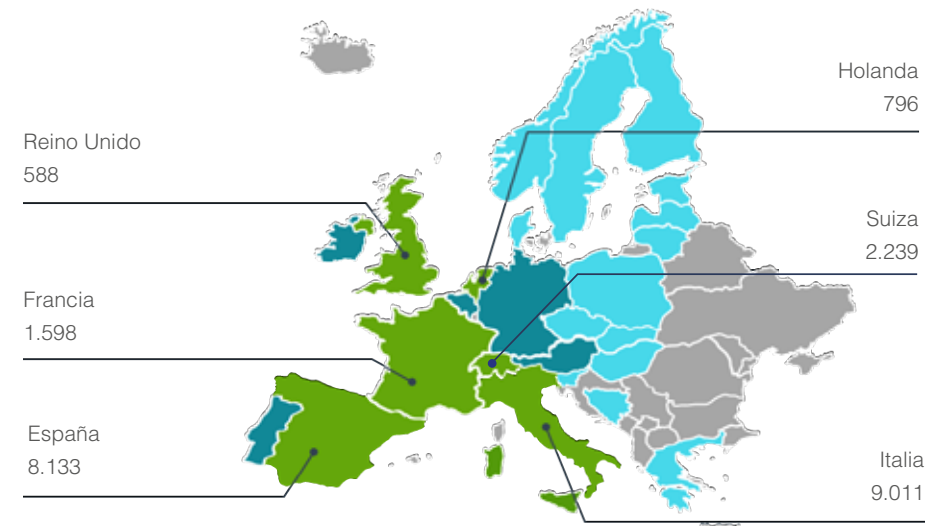 Holanda
796
Reino Unido
588
Suiza
2.239
Francia
1.598
España
8.133
Italia
9.011